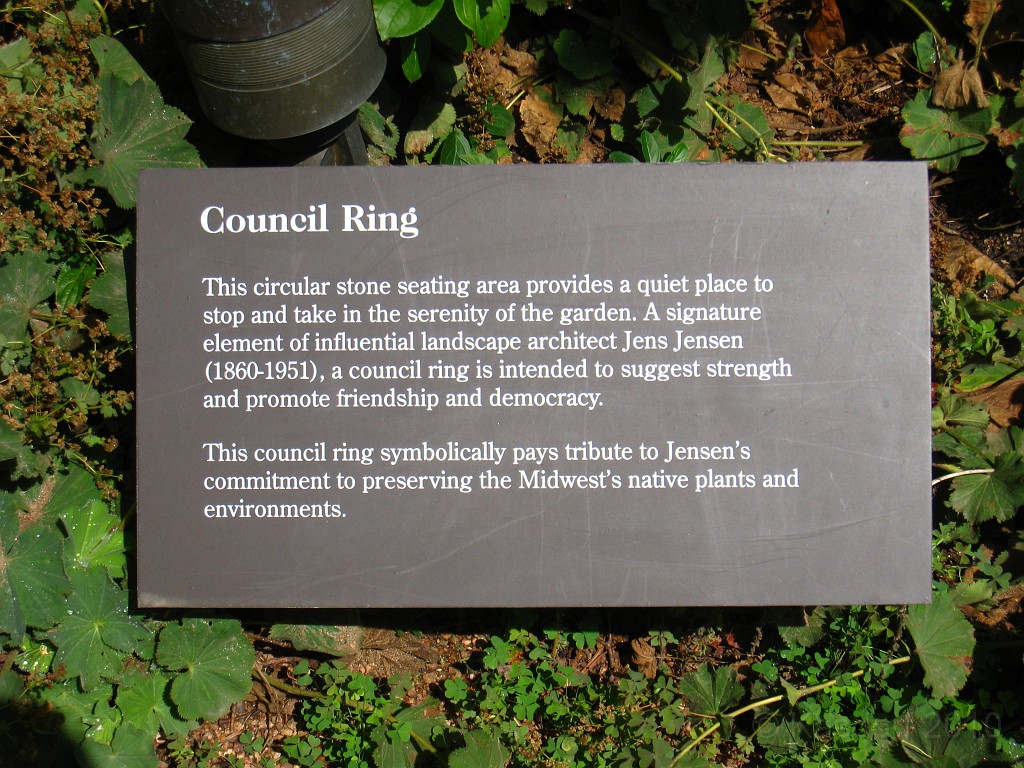 Council Ring
This circular stone seating area provides a quiet place to
stop and take in the serenity of the garden. A signature
element of influential landscape architect Jens Jensen
(1860-1951), a council ring is intended to suggest strength
and promote friendship and democracy.
This council ring symbolically pays tribute to Jensen's
commitment to preserving the Midwest's native plants and
environments.